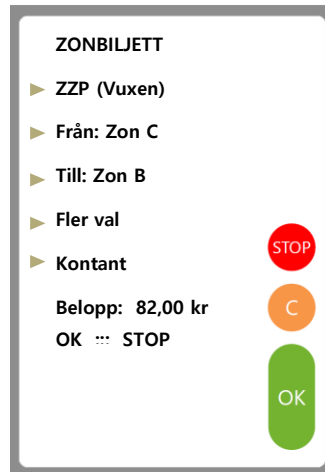 ZONBILJETT
ZZP (Vuxen)
Från: Zon C
Till: Zon B
Fler val
Kontant
STOP
Belopp: 82,00 kr
C
OK ::: STOP
OK